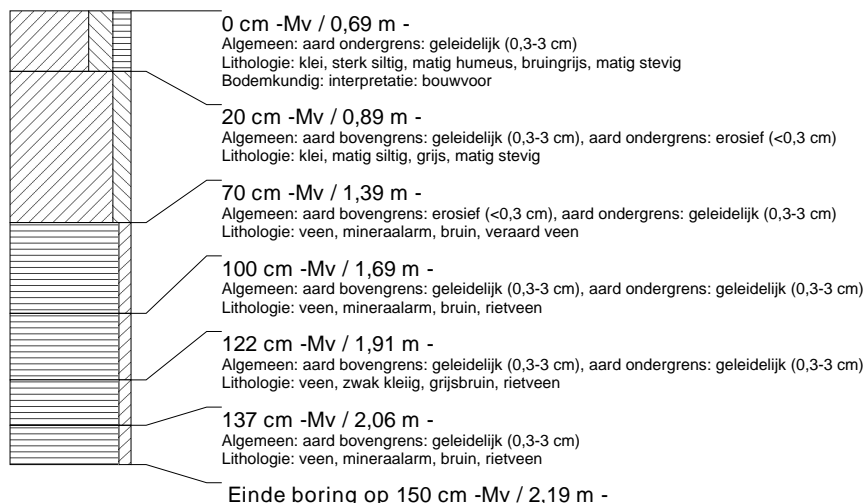 0 cm -Mv / 0,69 m -
Algemeen: aard ondergrens: geleidelijk (0,3-3 cm)
Lithologie: klei, sterk siltig, matig humeus, bruingrijs, matig stevig
Bodemkundig: interpretatie: bouwvoor
20 cm -Mv / 0,89 m -
Algemeen: aard bovengrens: geleidelijk (0,3-3 cm), aard ondergrens: erosief (<0,3 cm)
Lithologie: klei, matig siltig, grijs, matig stevig
70 cm -Mv / 1,39 m -
Algemeen: aard bovengrens: erosief (<0,3 cm), aard ondergrens: geleidelijk (0,3-3 cm)
Lithologie: veen, mineraalarm, bruin, veraard veen
100 cm -Mv / 1,69 m -
Algemeen: aard bovengrens: geleidelijk (0,3-3 cm), aard ondergrens: geleidelijk (0,3-3 cm)
Lithologie: veen, mineraalarm, bruin, rietveen
122 cm -Mv / 1,91 m -
Algemeen: aard bovengrens: geleidelijk (0,3-3 cm), aard ondergrens: geleidelijk (0,3-3 cm)
Lithologie: veen, zwak kleiig, grijsbruin, rietveen
137 cm -Mv / 2,06 m -
Algemeen: aard bovengrens: geleidelijk (0,3-3 cm)
Lithologie: veen, mineraalarm, bruin, rietveen
Einde boring op 150 cm -Mv / 2,19 m -